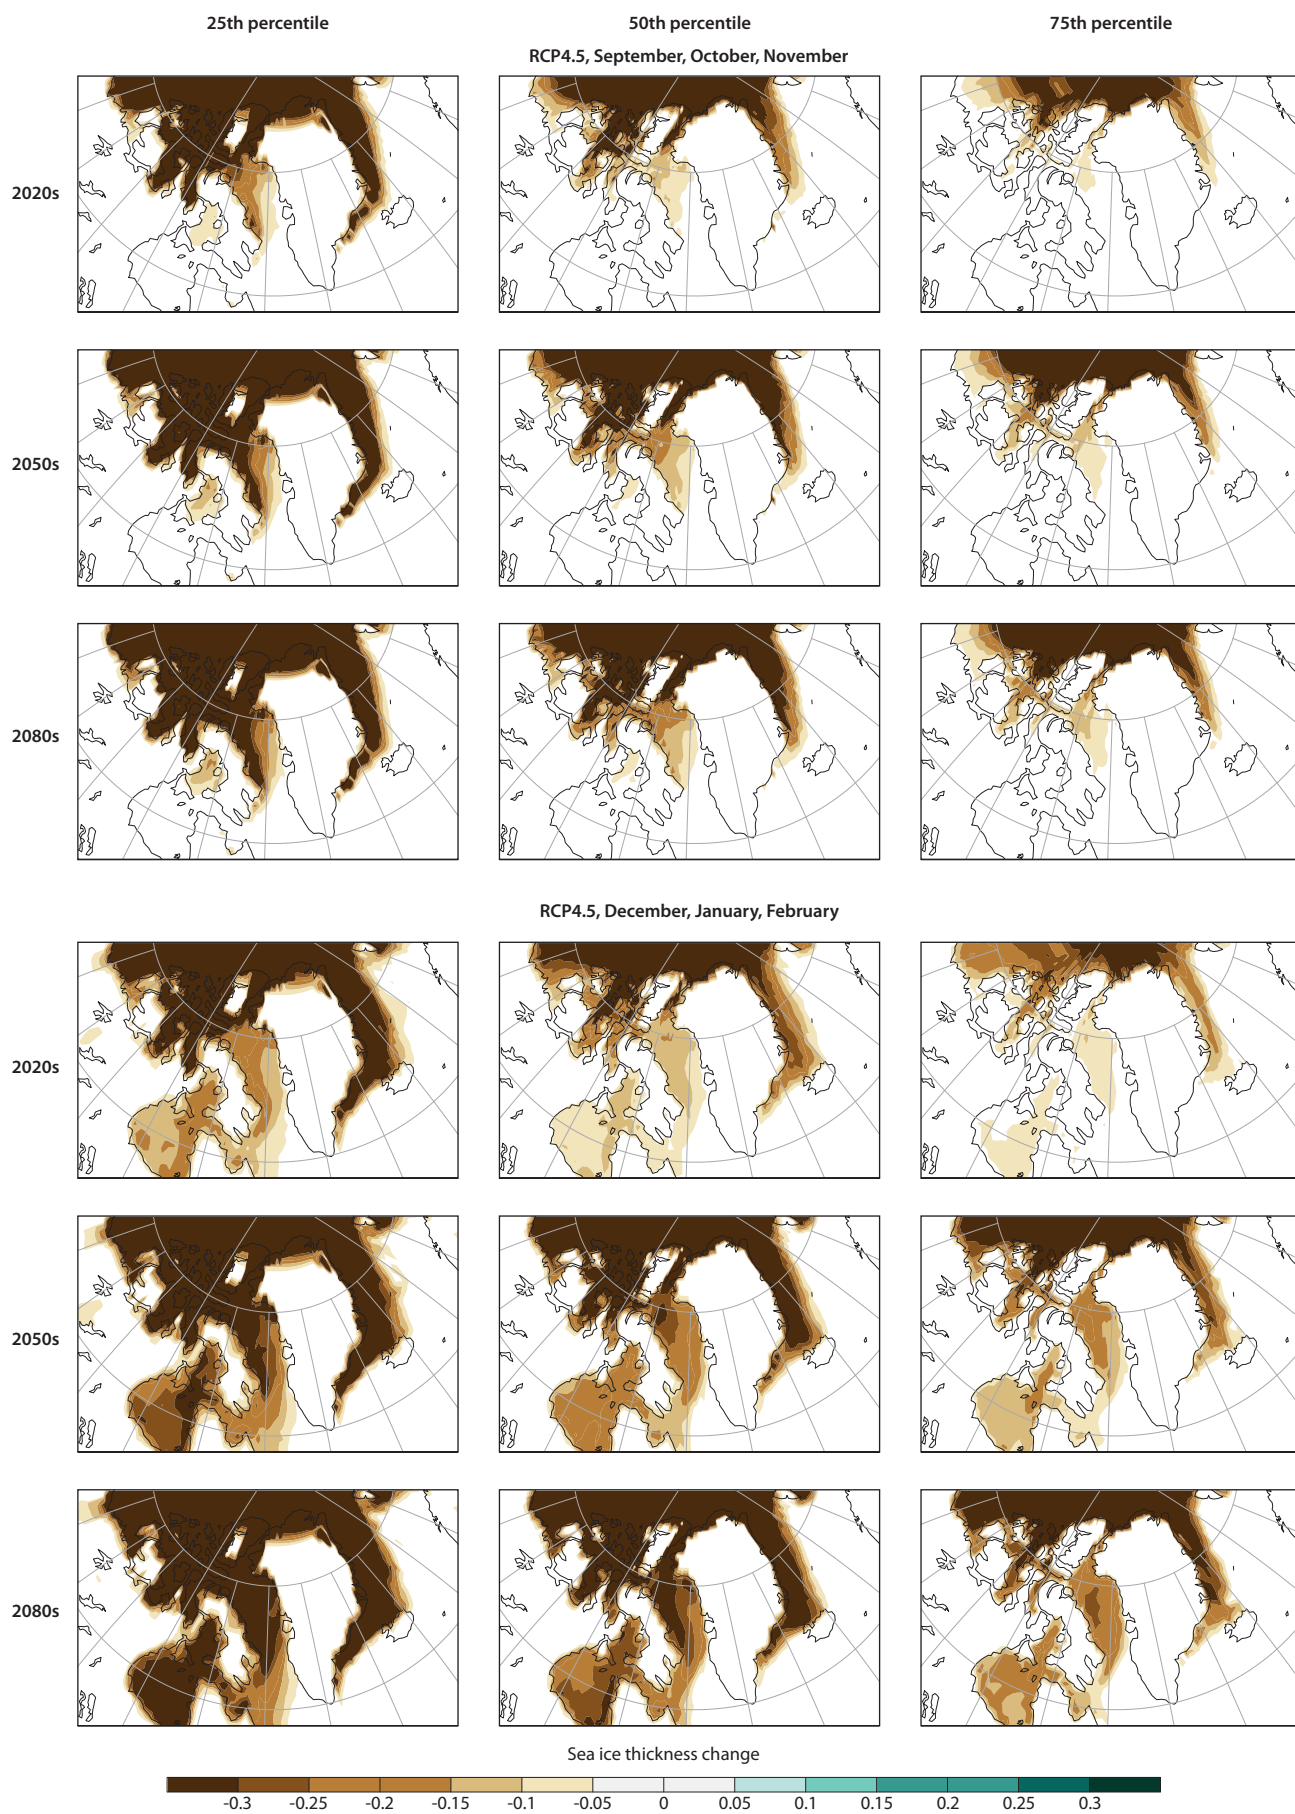 25th percentile 50th percentile 75th percentile
RCP4.5, September, October, November
2020s
2050s
2080s
RCP4.5, December, January, February
2020s
2050s
2080s
Sea ice thickness change
-0.3 -0.25 -0.2 -0.15 -0.1 -0.05 0 0.05 0.1 0.15 0.2 0.25 0.3